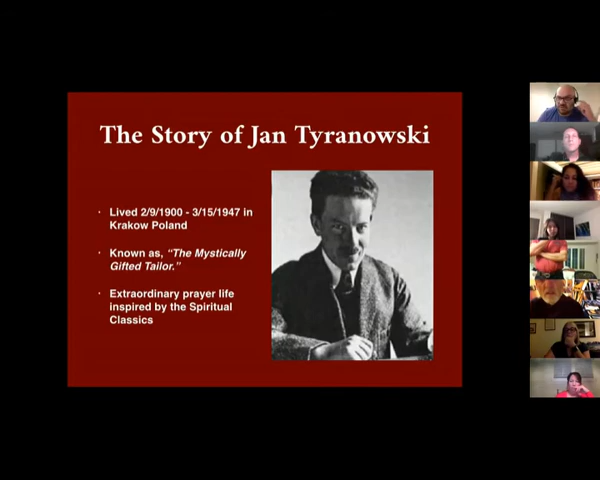 The Story of Jan Tyranowski
· Lived 2/9/1900 - 3/15/1947 in
Krakow Poland
· Known as, "The Mystically
Gifted Tailor."
· Extraordinary prayer life
inspired by the Spiritual
Classics